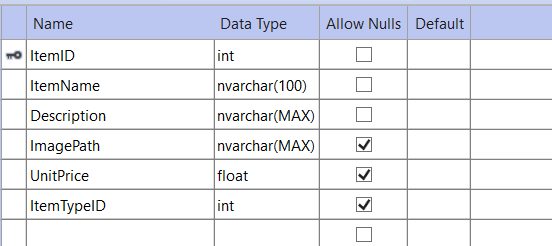 Name Data Type Allow Nulls Default
ItemID int
ItemName nvarchar(100)
Description nvarchar(MAX)
ImagePath nvarchar(MAX)
UnitPrice float
ItemTypeID int